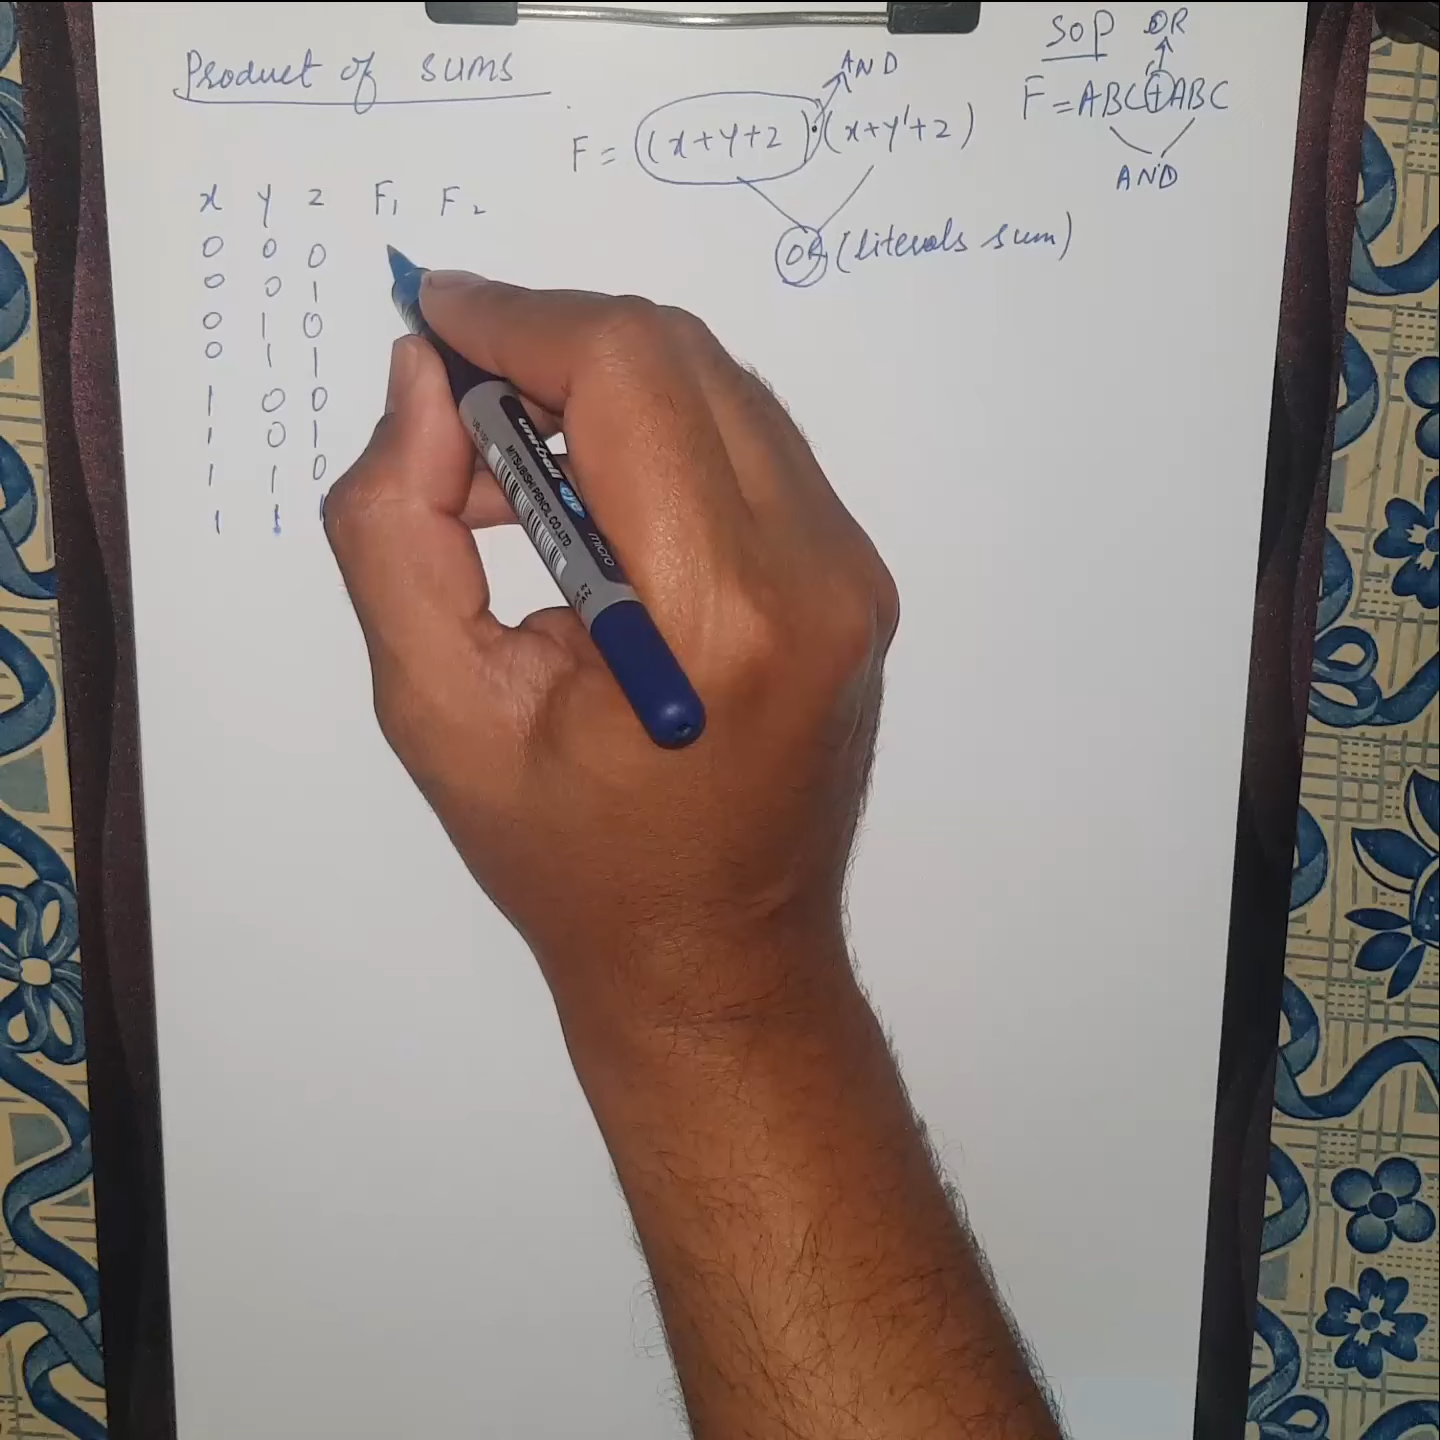 Product of sums
AND
F = (x+y+z).(x+y'+z)
OR (literals sum)
SOP OR
F = ABC'+ABC
AND
x y z F1 F2
0 0 0
0 0 1
0 1 0
0 1 1
1 0 0
1 0 1
1 1 0
1 1 1
uni-ball eye micro
MITSUBISHI PENCIL CO.,LTD.